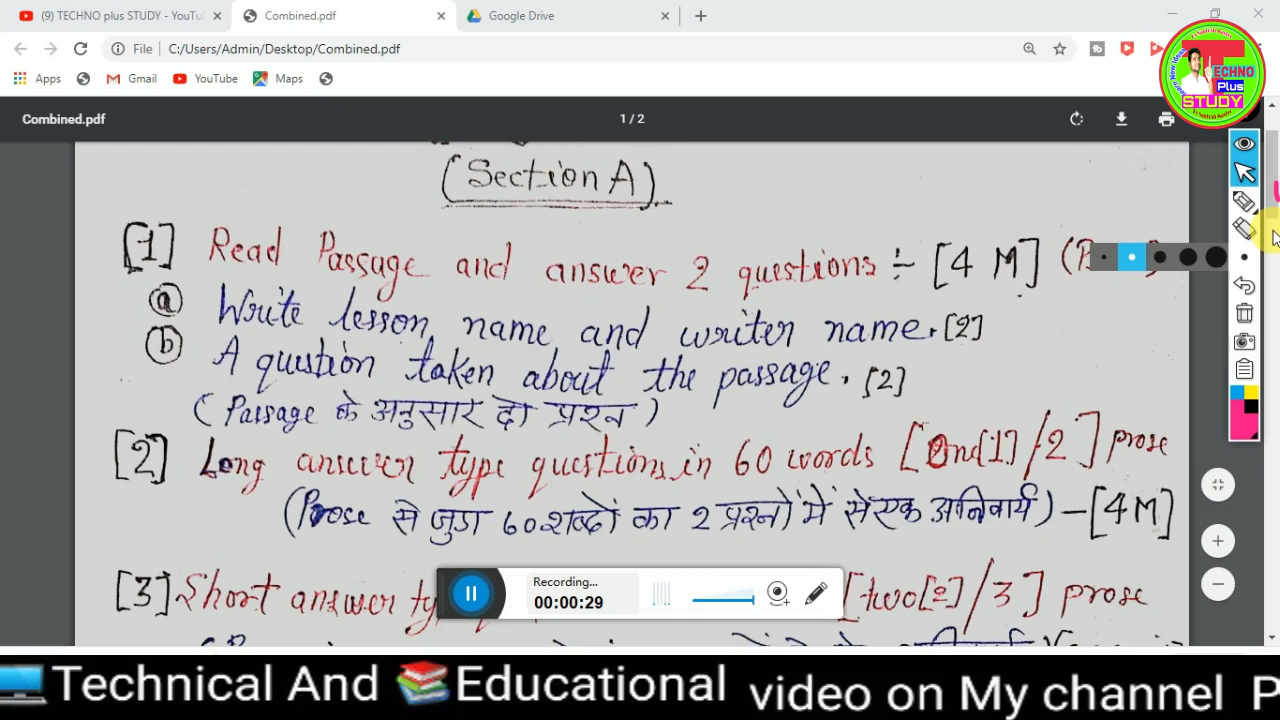 (9) TECHNO plus STUDY - YouTu
Combined.pdf
Google Drive
File
C:/Users/Admin/Desktop/Combined.pdf
Apps
Gmail
YouTube
Maps
TECHNO
Plus
STUDY
Combined.pdf
1 / 2
(Section A)
[1] Read Passage and answer 2 questions ÷ [4 M]
ⓐ Write lesson name and writer name. [2]
ⓑ A question taken about the passage. [2]
(Passage के अनुसार दो प्रश्न)
[2] Long answer type questions in 60 words [ 1] /2 ] prose
(Prose से जुडा 60 शब्दों का 2 प्रश्नों में से एक अनिवार्य) – [4M]
[3] Short answer [two[2] / 3 ] prose
Recording...
00:00:29
Technical And Educational video on My channel P